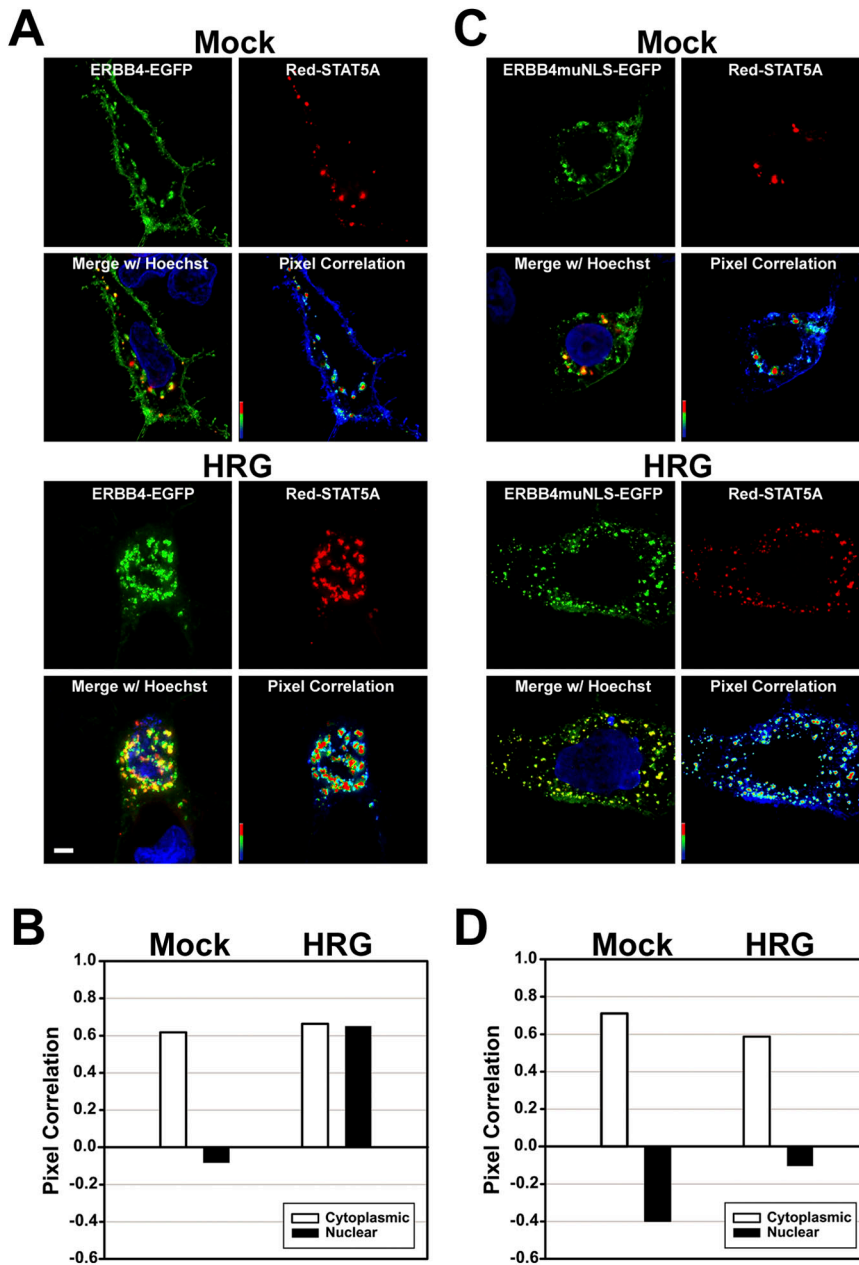 A
Mock
ERBB4-EGFP
Red-STAT5A
Merge w/ Hoechst
Pixel Correlation
HRG
ERBB4-EGFP
Red-STAT5A
Merge w/ Hoechst
Pixel Correlation
B
Mock
HRG
Pixel Correlation
1.0
0.8
0.6
0.4
0.2
0.0
-0.2
-0.4
-0.6
Cytoplasmic
Nuclear
C
Mock
ERBB4muNLS-EGFP
Red-STAT5A
Merge w/ Hoechst
Pixel Correlation
HRG
ERBB4muNLS-EGFP
Red-STAT5A
Merge w/ Hoechst
Pixel Correlation
D
Mock
HRG
Pixel Correlation
1.0
0.8
0.6
0.4
0.2
0.0
-0.2
-0.4
-0.6
Cytoplasmic
Nuclear